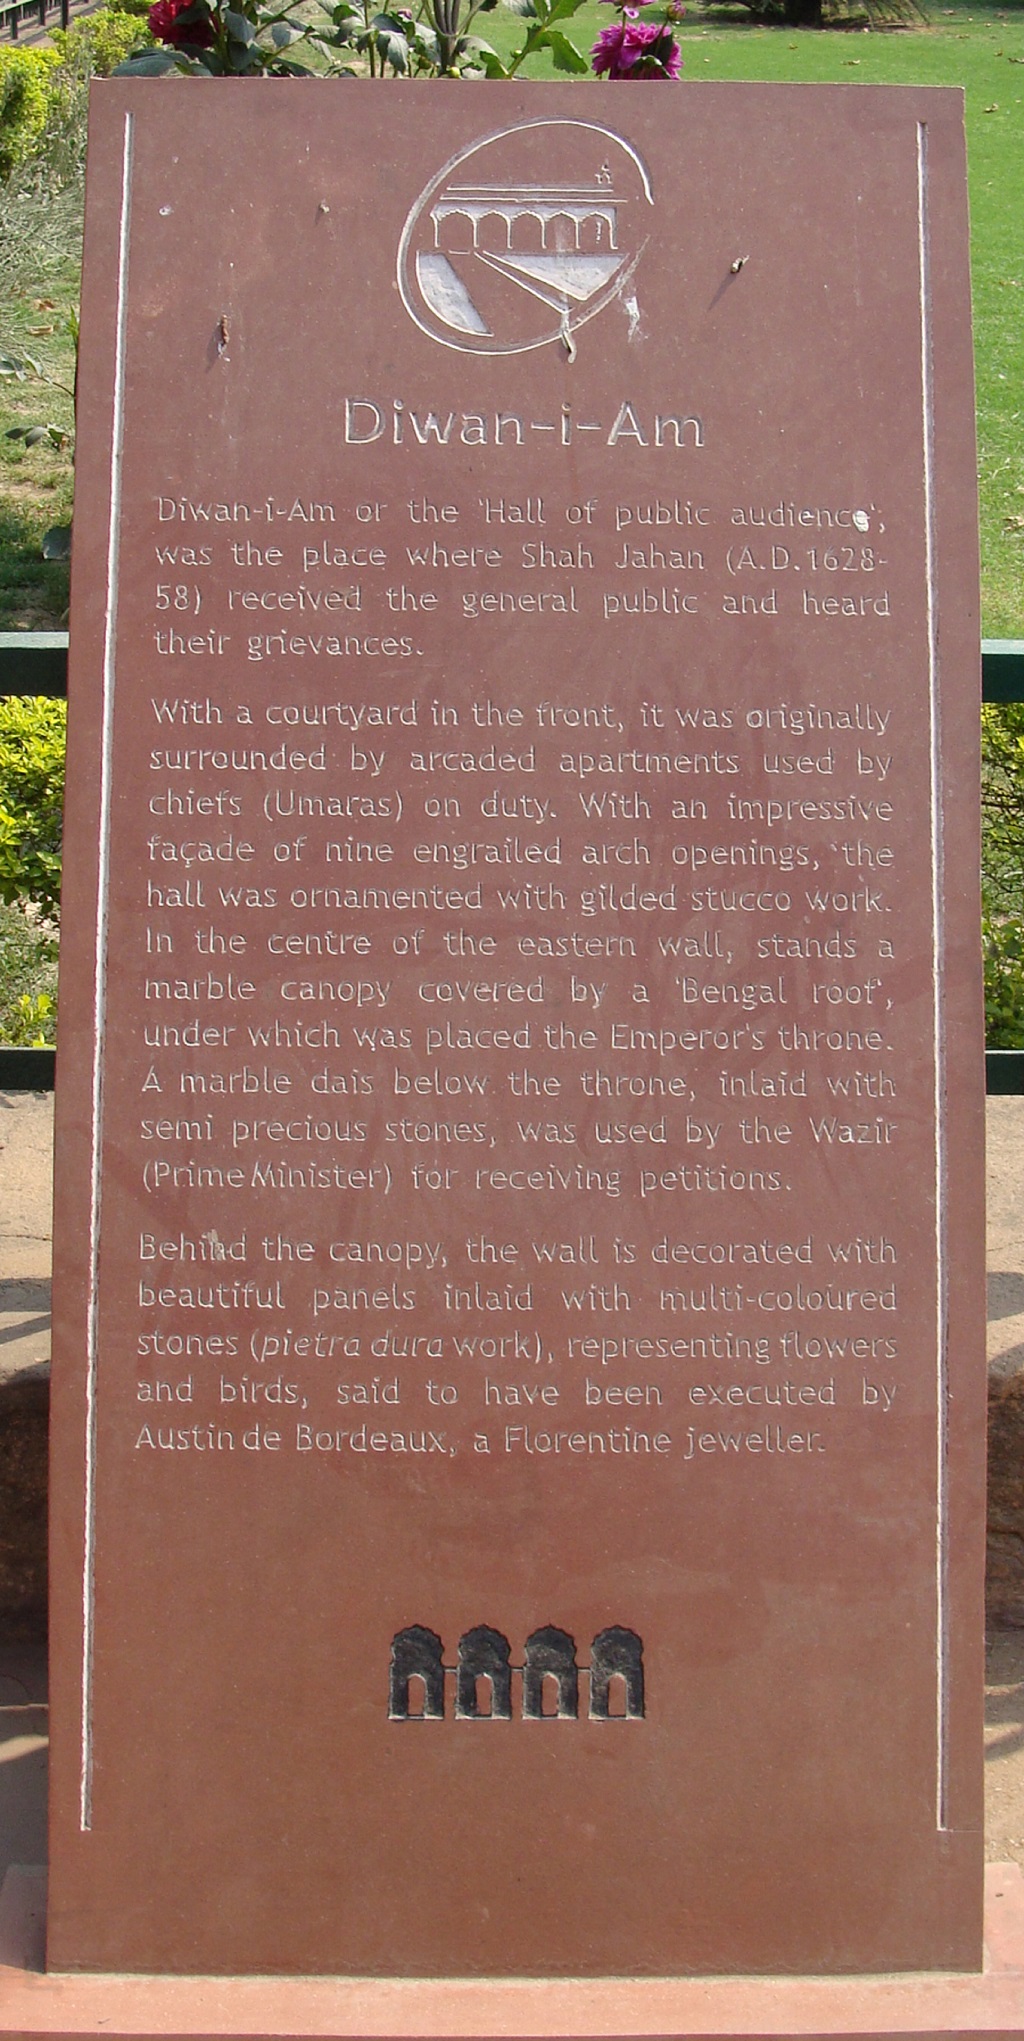 Diwan-i-Am
Diwan-i-Am or the 'Hall of public audience',
was the place where Shah Jahan (A.D.1628-
58) received the general public and heard
their grievances.
With a courtyard in the front, it was originally
surrounded by arcaded apartments used by
chiefs (Umaras) on duty. With an impressive
façade of nine engrailed arch openings, the
hall was ornamented with gilded stucco work.
In the centre of the eastern wall, stands a
marble canopy covered by a 'Bengal roof',
under which was placed the Emperor's throne.
A marble dais below the throne, inlaid with
semi precious stones, was used by the Wazir
(Prime Minister) for receiving petitions.
Behind the canopy, the wall is decorated with
beautiful panels inlaid with multi-coloured
stones (pietra dura work), representing flowers
and birds, said to have been executed by
Austin de Bordeaux, a Florentine jeweller.